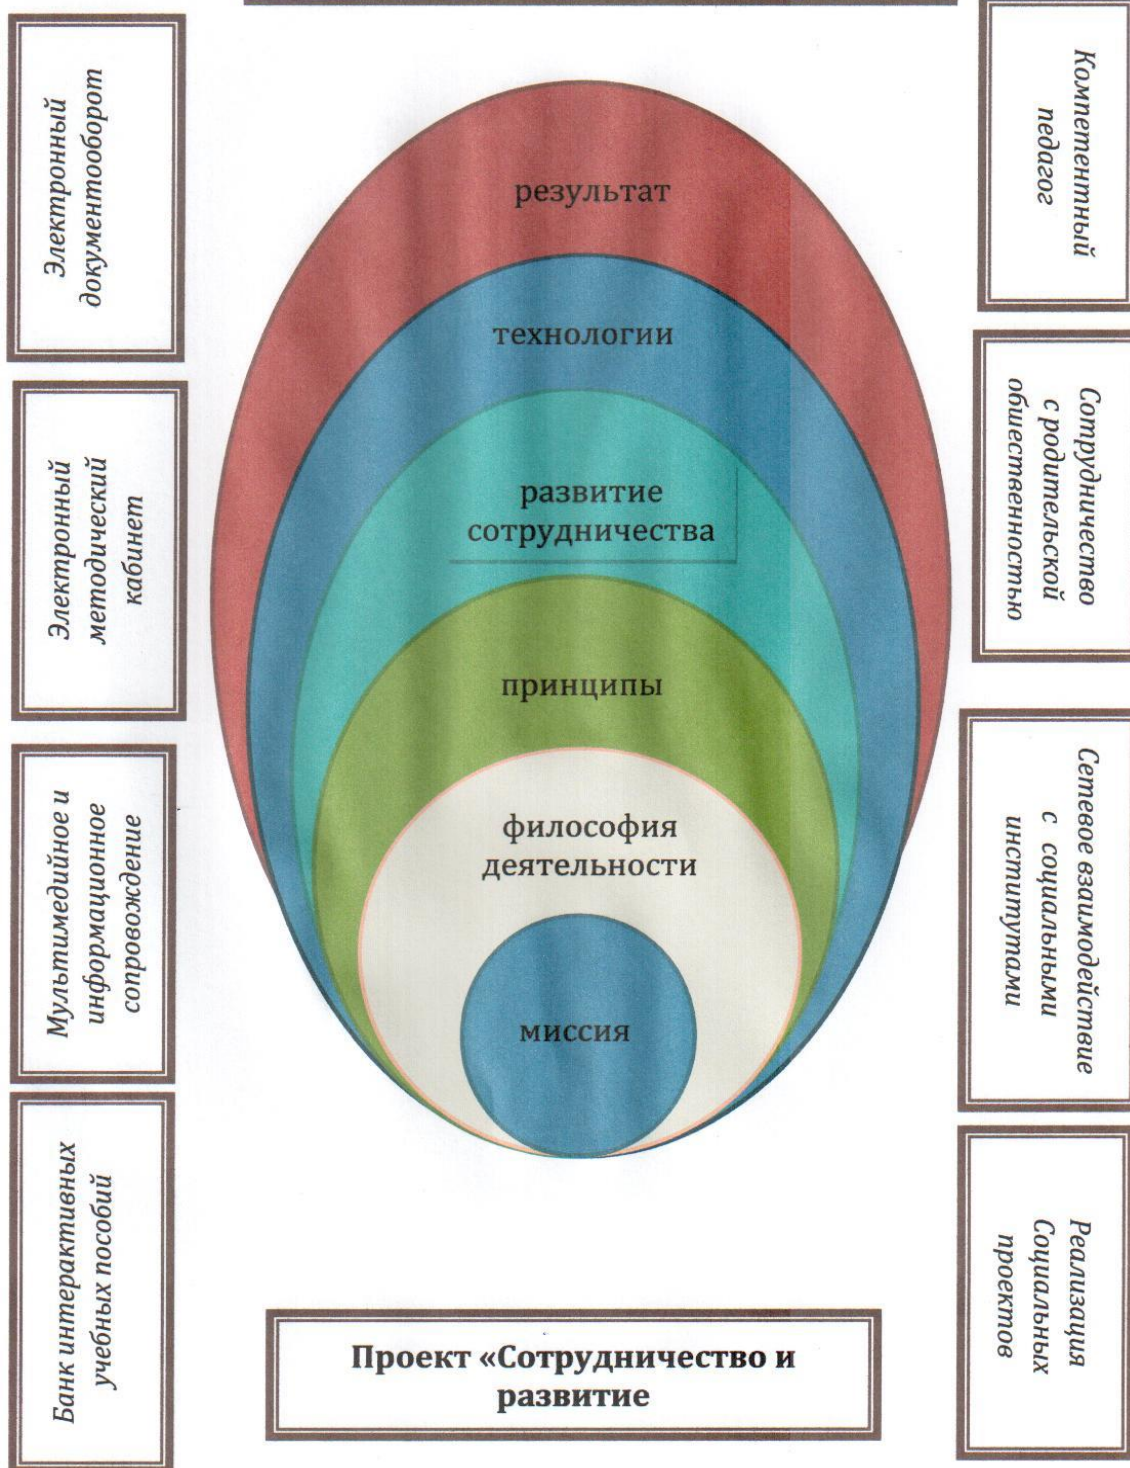 Электронный
документооборот
Электронный
методический
кабинет
Мультимедийное и
информационное
сопровождение
Банк интерактивных
учебных пособий
результат
технологии
развитие
сотрудничества
принципы
философия
деятельности
миссия
Проект «Сотрудничество и
развитие
Компетентный
педагог
Сотрудничество
с родительской
обшественностью
Сетевое взаимодействие
с социальными
институтами
Реализация
Социальных
проектов